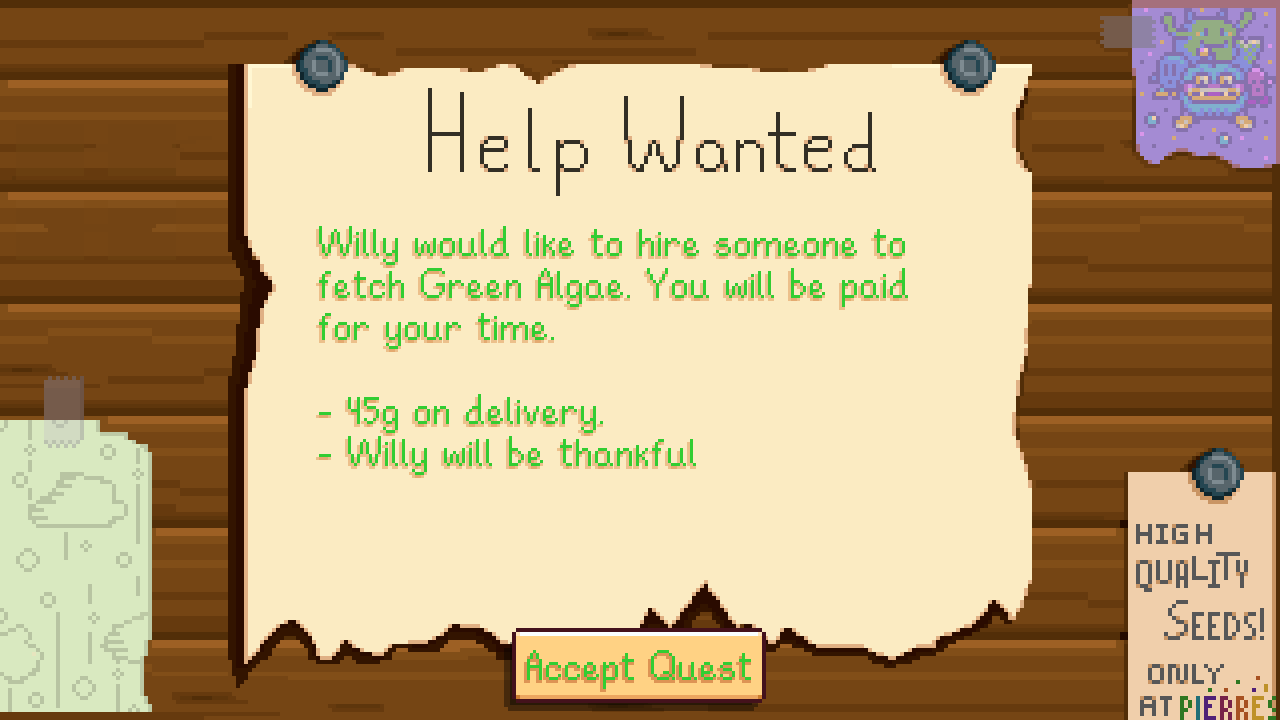 Help Wanted
Willy would like to hire someone to
fetch Green Algae. You will be paid
for your time.
- 45g on delivery.
- Willy will be thankful
Accept Quest
HIGH
QUALITY
SEEDS!
ONLY
AT PIERRES